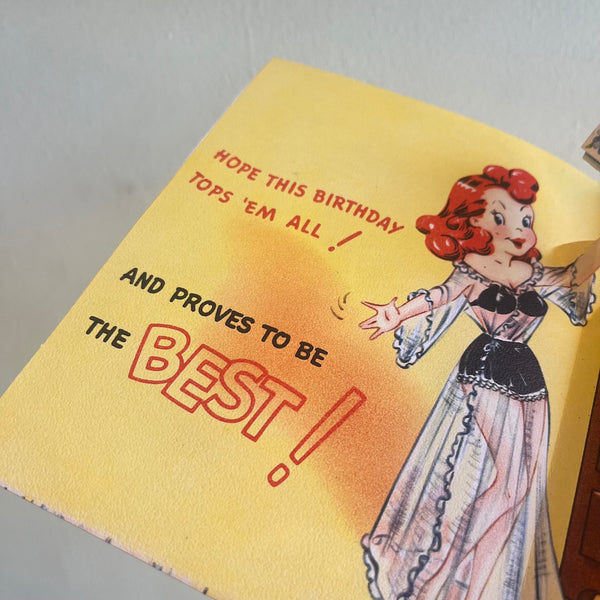 HOPE THIS BIRTHDAY
TOPS 'EM ALL!
AND PROVES TO BE
THE BEST!